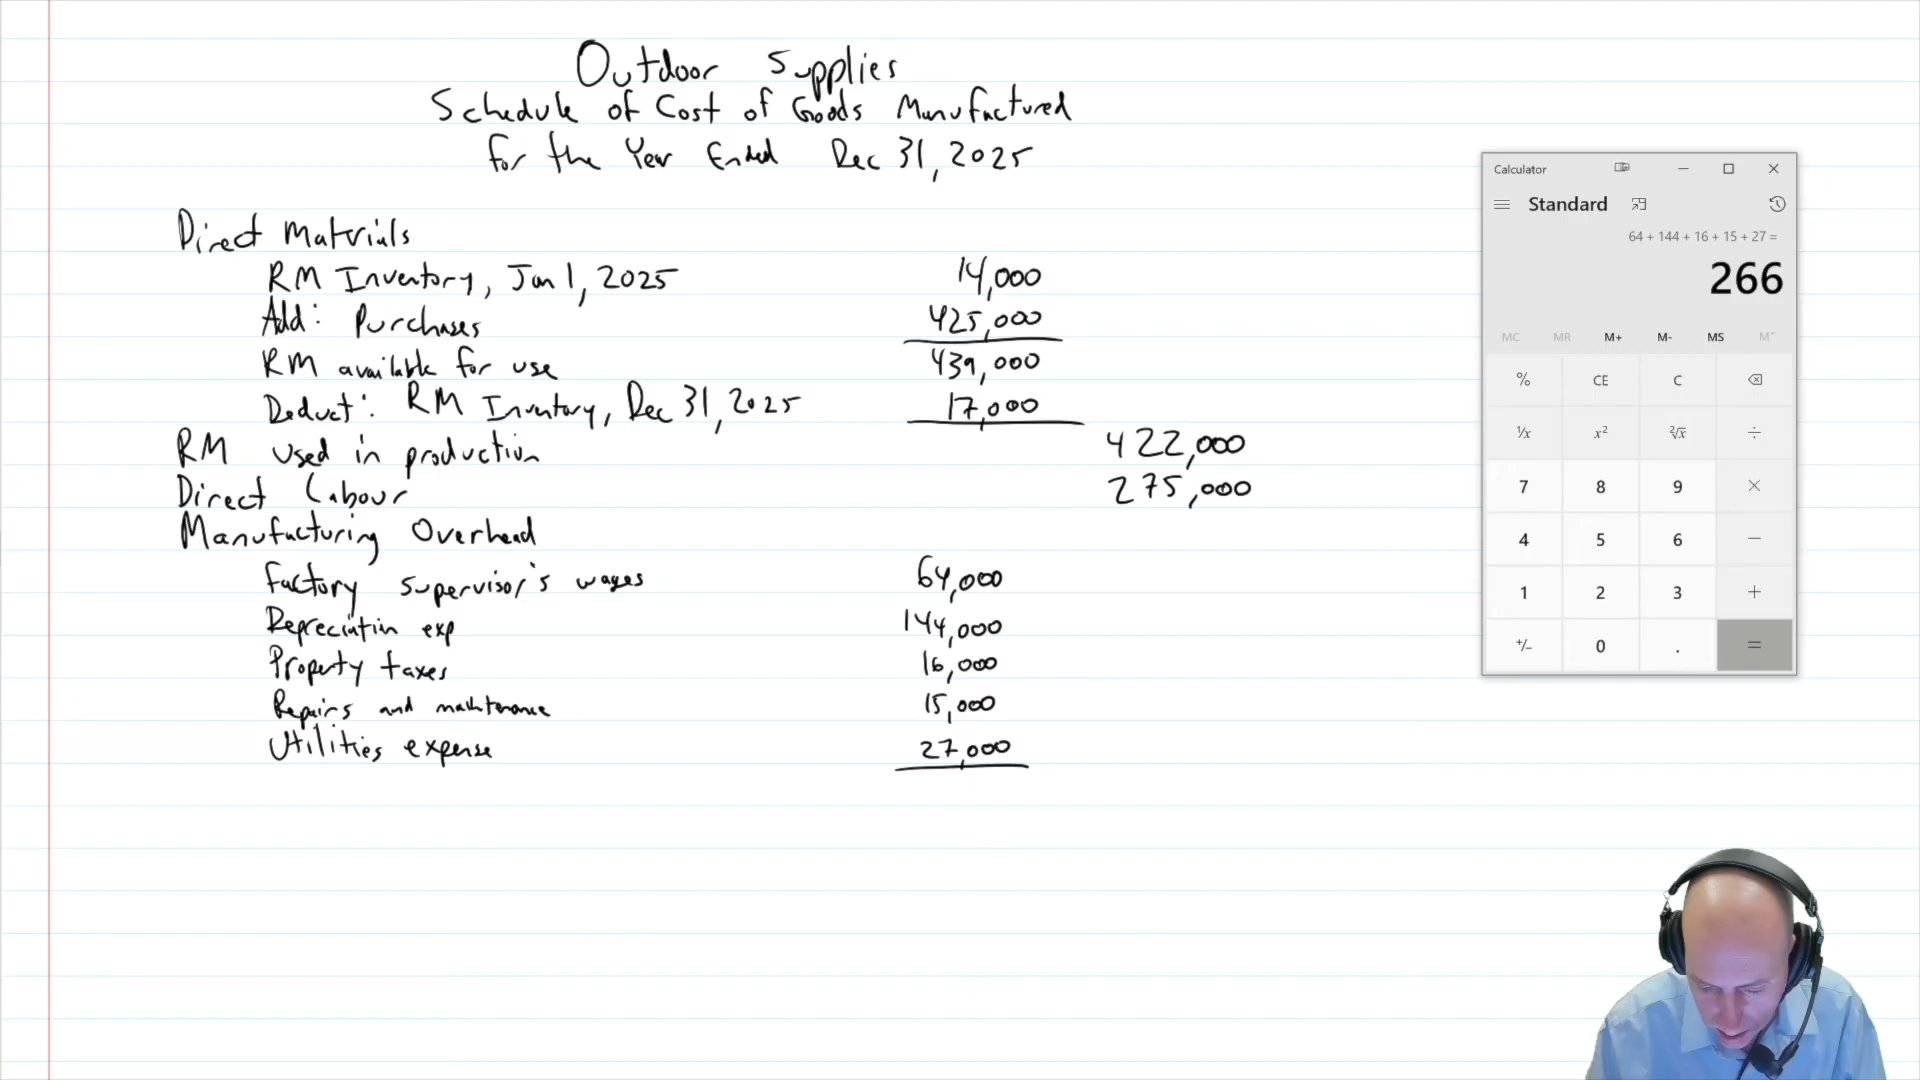 Outdoor Supplies
Schedule of Cost of Goods Manufactured
for the Year Ended Dec 31, 2025
Direct Materials
RM Inventory, Jan 1, 2025 14,000
Add: Purchases 425,000
RM available for use 439,000
Deduct: RM Inventory, Dec 31, 2025 17,000
RM used in production 422,000
Direct Labour 275,000
Manufacturing Overhead
Factory supervisor's wages 64,000
Depreciation exp 144,000
Property taxes 16,000
Repairs and maintenance 15,000
Utilities expense 27,000
Calculator
Standard
64 + 144 + 16 + 15 + 27 =
266
MC MR M+ M- MS M˅
% CE C
¹/x x² ²√x ÷
7 8 9 ×
4 5 6 −
1 2 3 +
+/− 0 . =